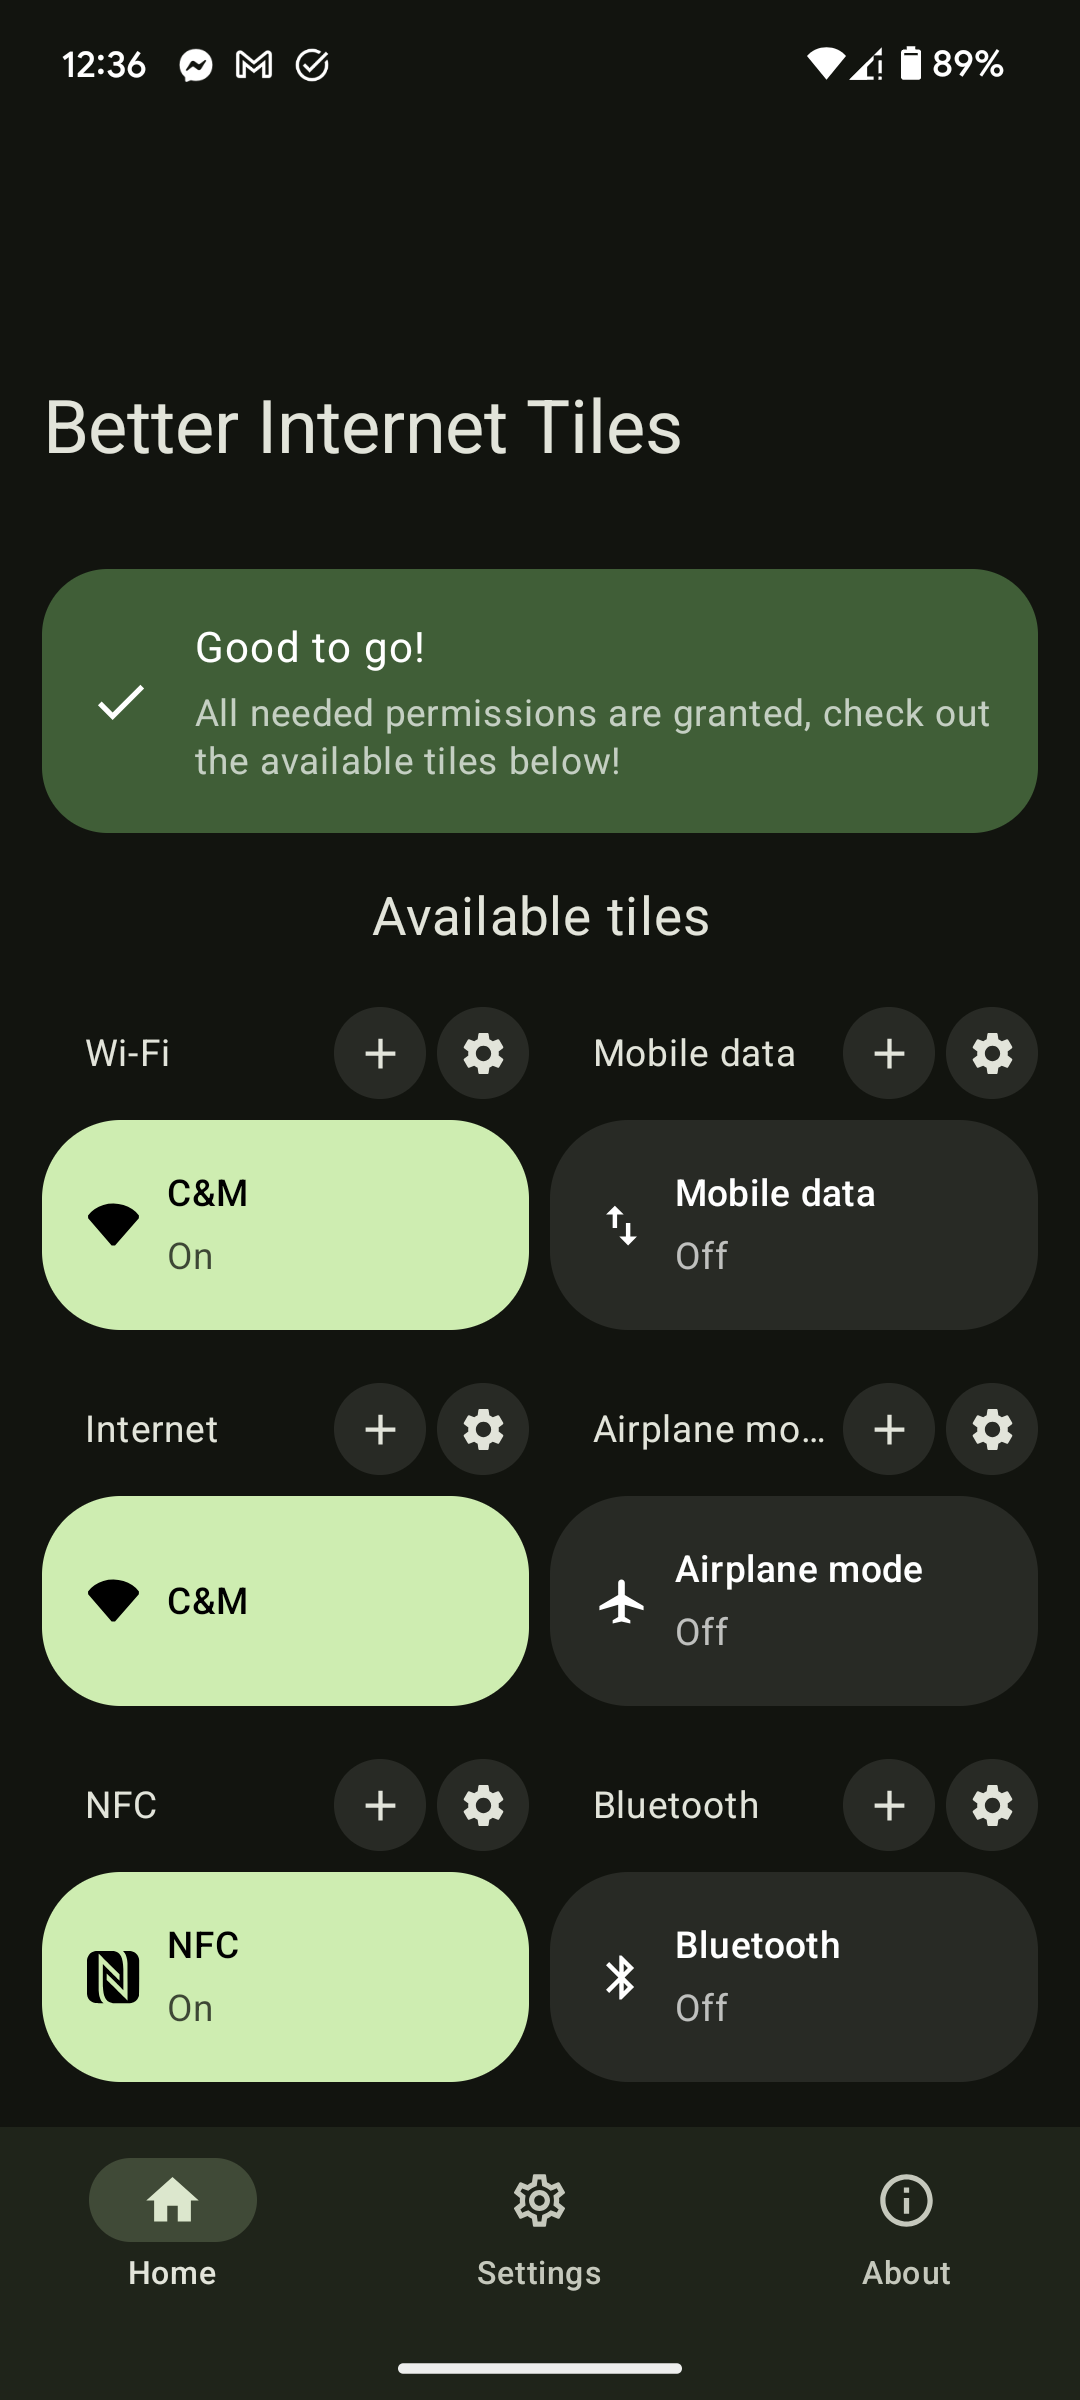 12:36
89%
Better Internet Tiles
Good to go!
All needed permissions are granted, check out
the available tiles below!
Available tiles
Wi-Fi
Mobile data
C&M
On
Mobile data
Off
Internet
Airplane mo...
C&M
Airplane mode
Off
NFC
Bluetooth
NFC
On
Bluetooth
Off
Home
Settings
About